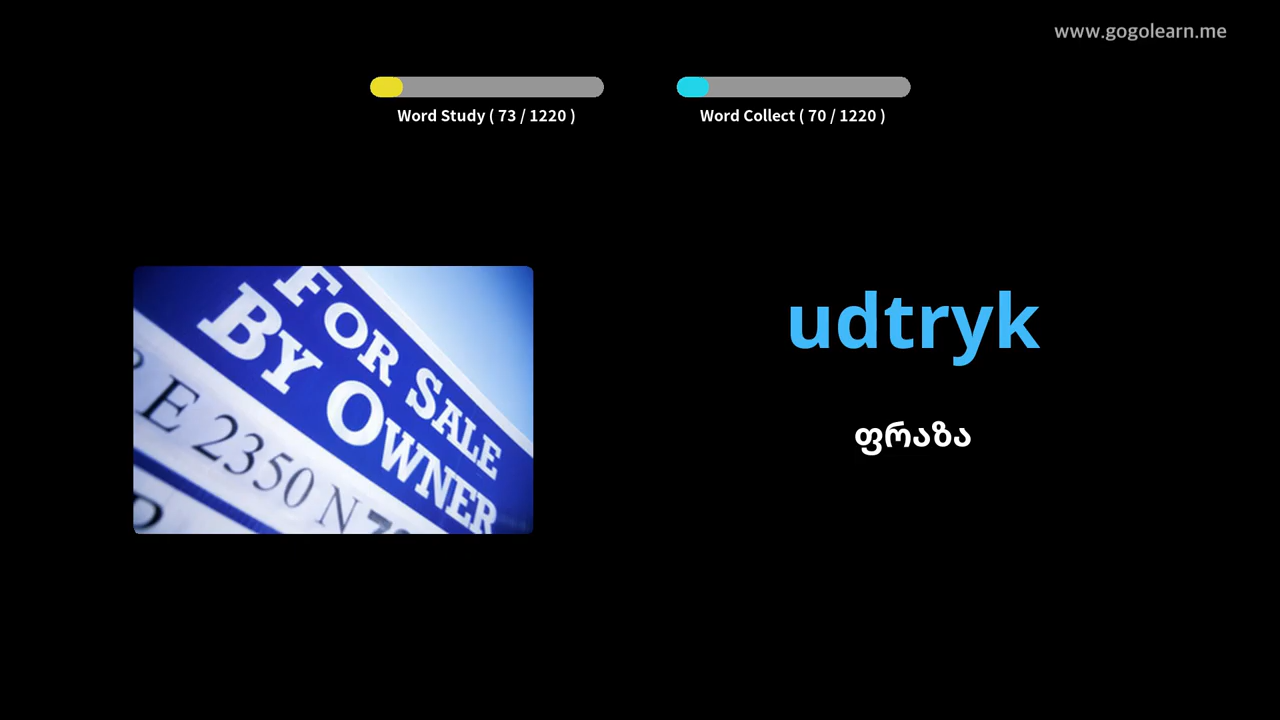 www.gogolearn.me
Word Study ( 73 / 1220 )
Word Collect ( 70 / 1220 )
FOR SALE
BY OWNER
E 2350 N
udtryk
ფრაზა